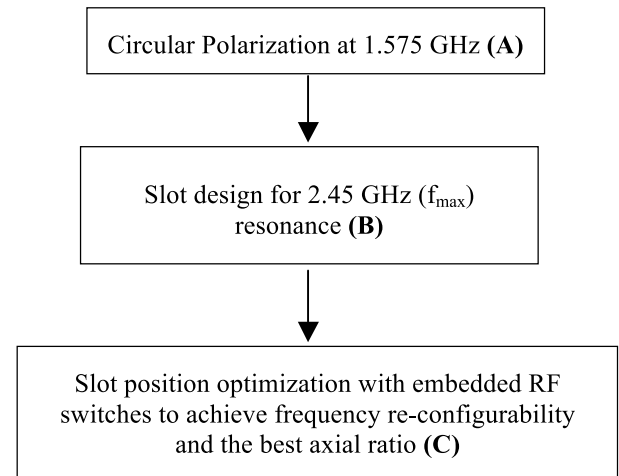 Circular Polarization at 1.575 GHz (A)
Slot design for 2.45 GHz (fmax)
resonance (B)
Slot position optimization with embedded RF
switches to achieve frequency re-configurability
and the best axial ratio (C)